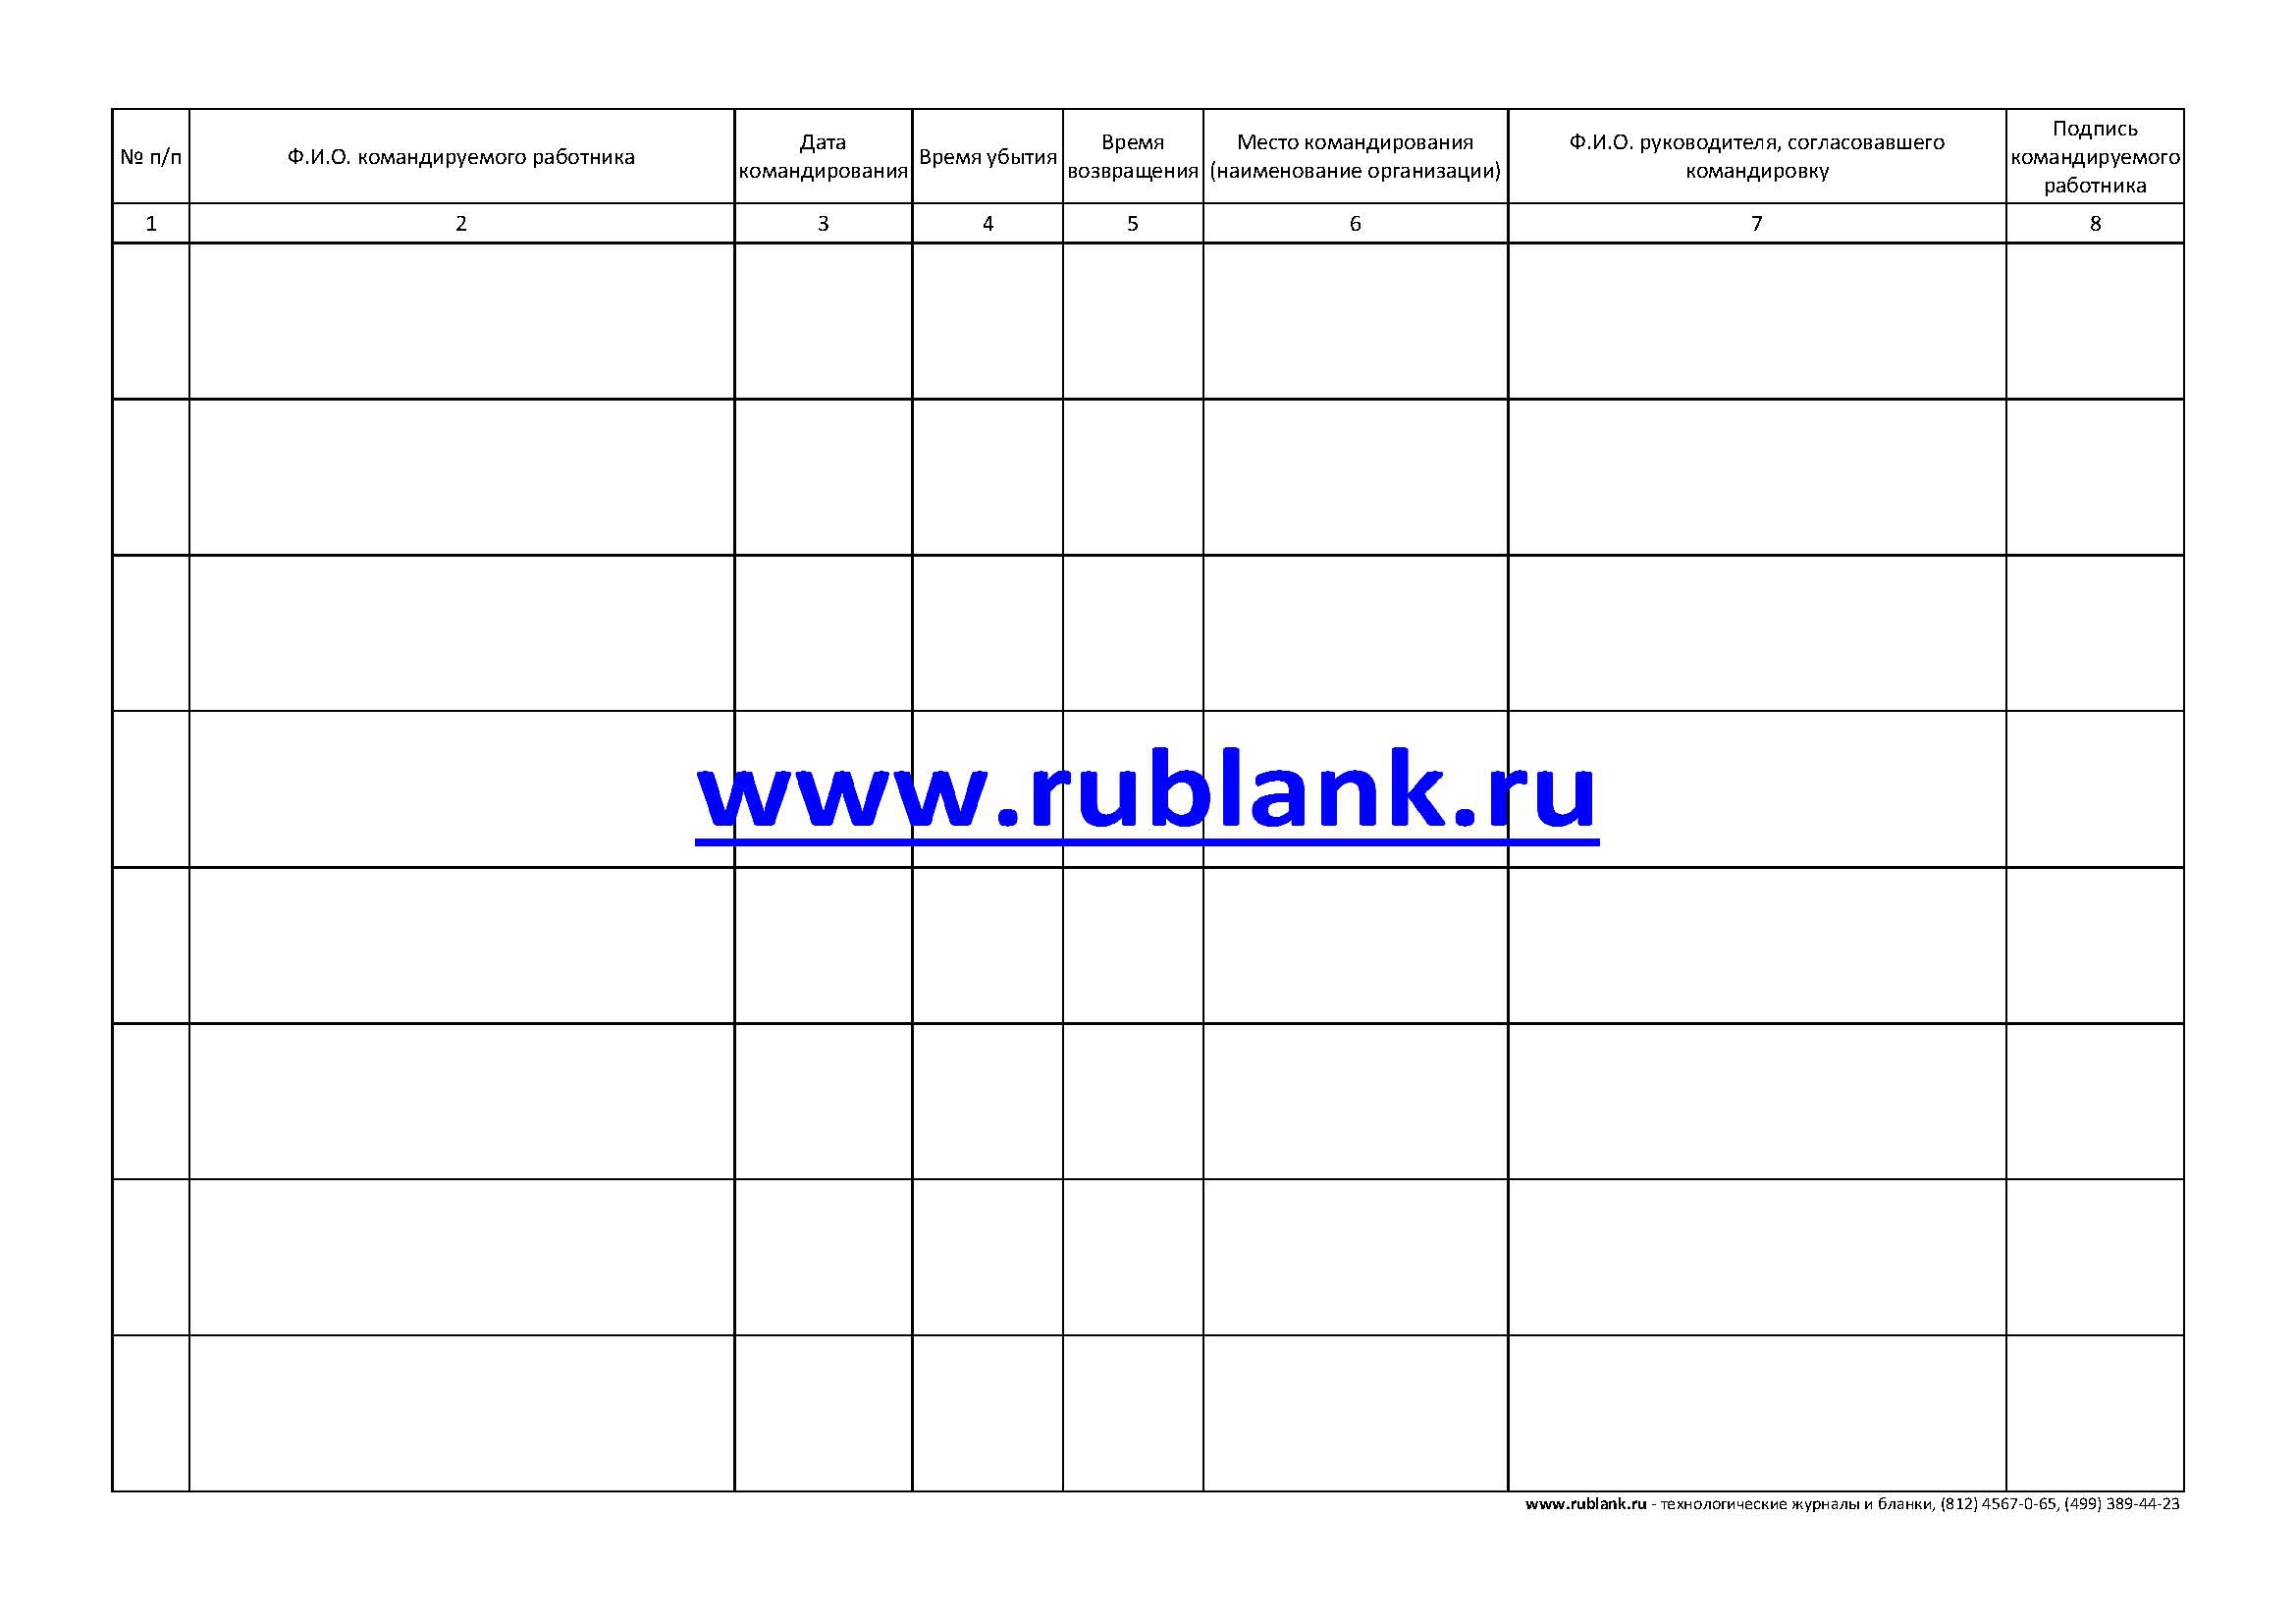 № п/п
Ф.И.О. командируемого работника
Дата
командирования
Время убытия
Время
возвращения
Место командирования
(наименование организации)
Ф.И.О. руководителя, согласовавшего
командировку
Подпись
командируемого
работника
1 2 3 4 5 6 7 8
www.rublank.ru
www.rublank.ru - технологические журналы и бланки, (812) 4567-0-65, (499) 389-44-23